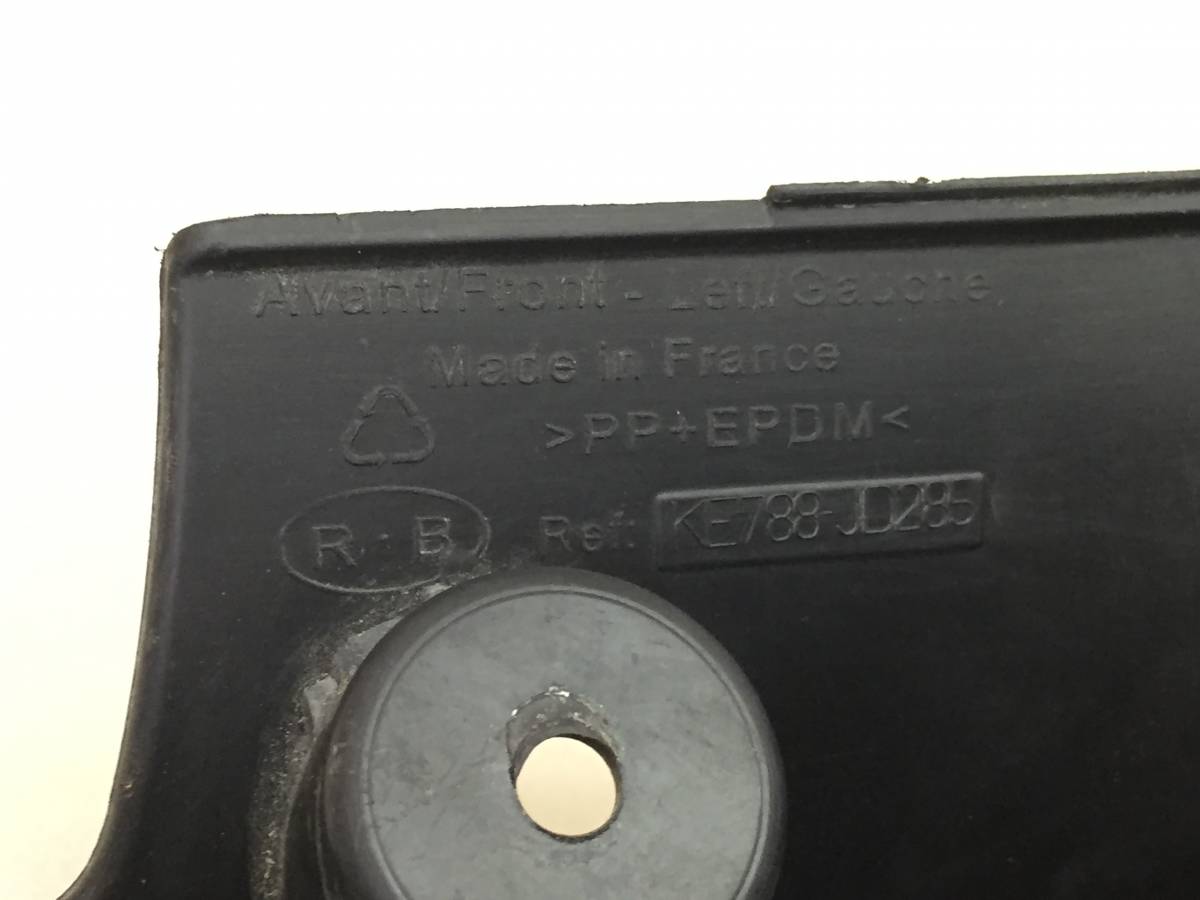 Avant/Front - Left/Gauche
Made in France
>PP+EPDM<
R B Ref: KE788-JD285